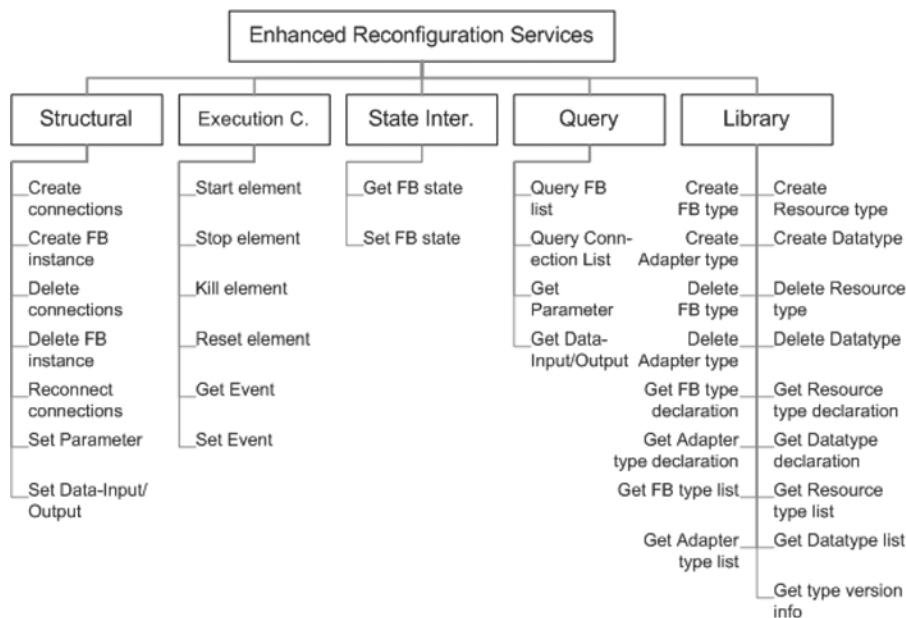 Enhanced Reconfiguration Services
Structural
Execution C.
State Inter.
Query
Library
Create
connections
Create FB
instance
Delete
connections
Delete FB
instance
Reconnect
connections
Set Parameter
Set Data-Input/
Output
Start element
Stop element
Kill element
Reset element
Get Event
Set Event
Get FB state
Set FB state
Query FB
list
Query Conn-
ection List
Get
Parameter
Get Data-
Input/Output
Create
FB type
Create
Adapter type
Delete
FB type
Delete
Adapter type
Get FB type
declaration
Get Adapter
type declaration
Get FB type list
Get Adapter
type list
Create
Resource type
Create Datatype
Delete Resource
type
Delete Datatype
Get Resource
type declaration
Get Datatype
declaration
Get Resource
type list
Get Datatype list
Get type version
info